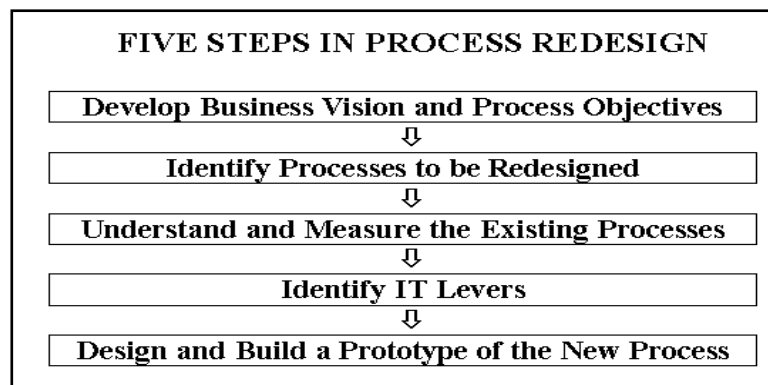 FIVE STEPS IN PROCESS REDESIGN
Develop Business Vision and Process Objectives
Identify Processes to be Redesigned
Understand and Measure the Existing Processes
Identify IT Levers
Design and Build a Prototype of the New Process